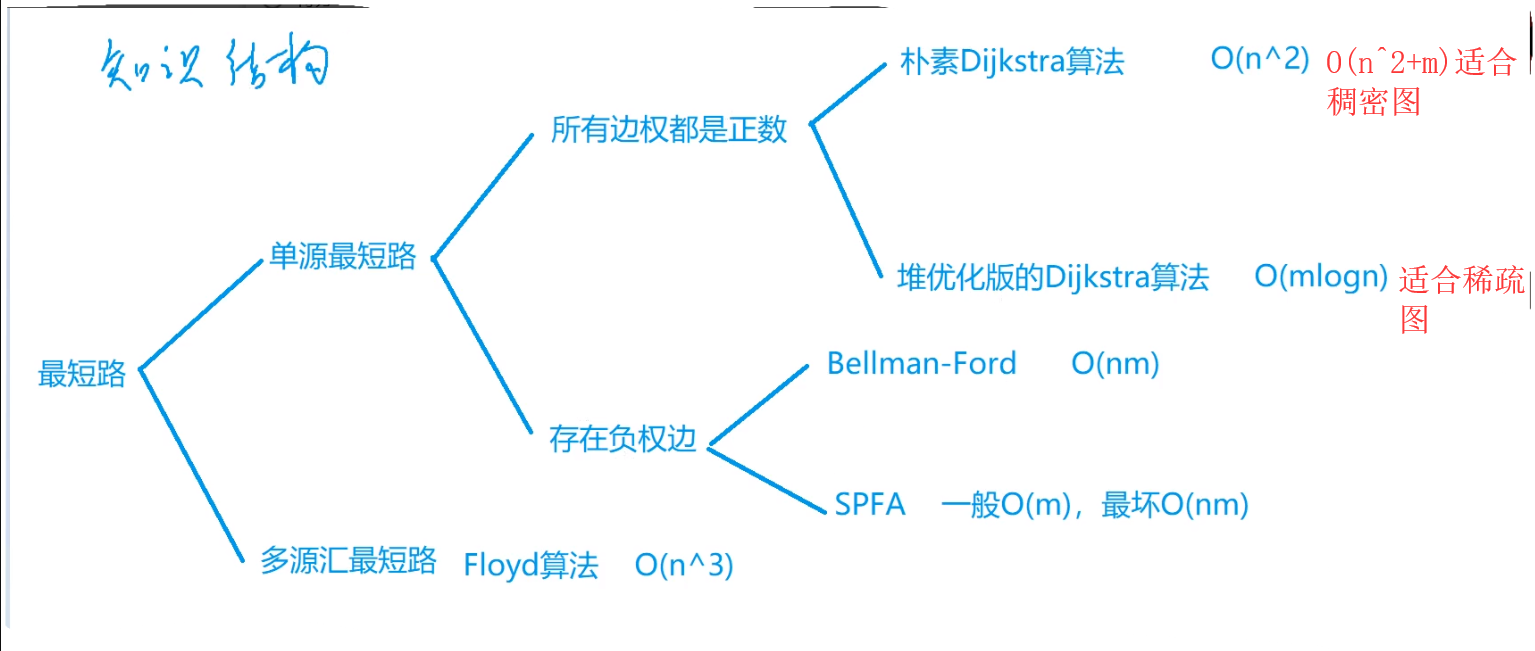 知识结构
朴素Dijkstra算法 O(n^2) O(n^2+m)适合
稠密图
所有边权都是正数
单源最短路
堆优化版的Dijkstra算法 O(mlogn) 适合稀疏
图
最短路
Bellman-Ford O(nm)
存在负权边
SPFA 一般O(m)，最坏O(nm)
多源汇最短路 Floyd算法 O(n^3)